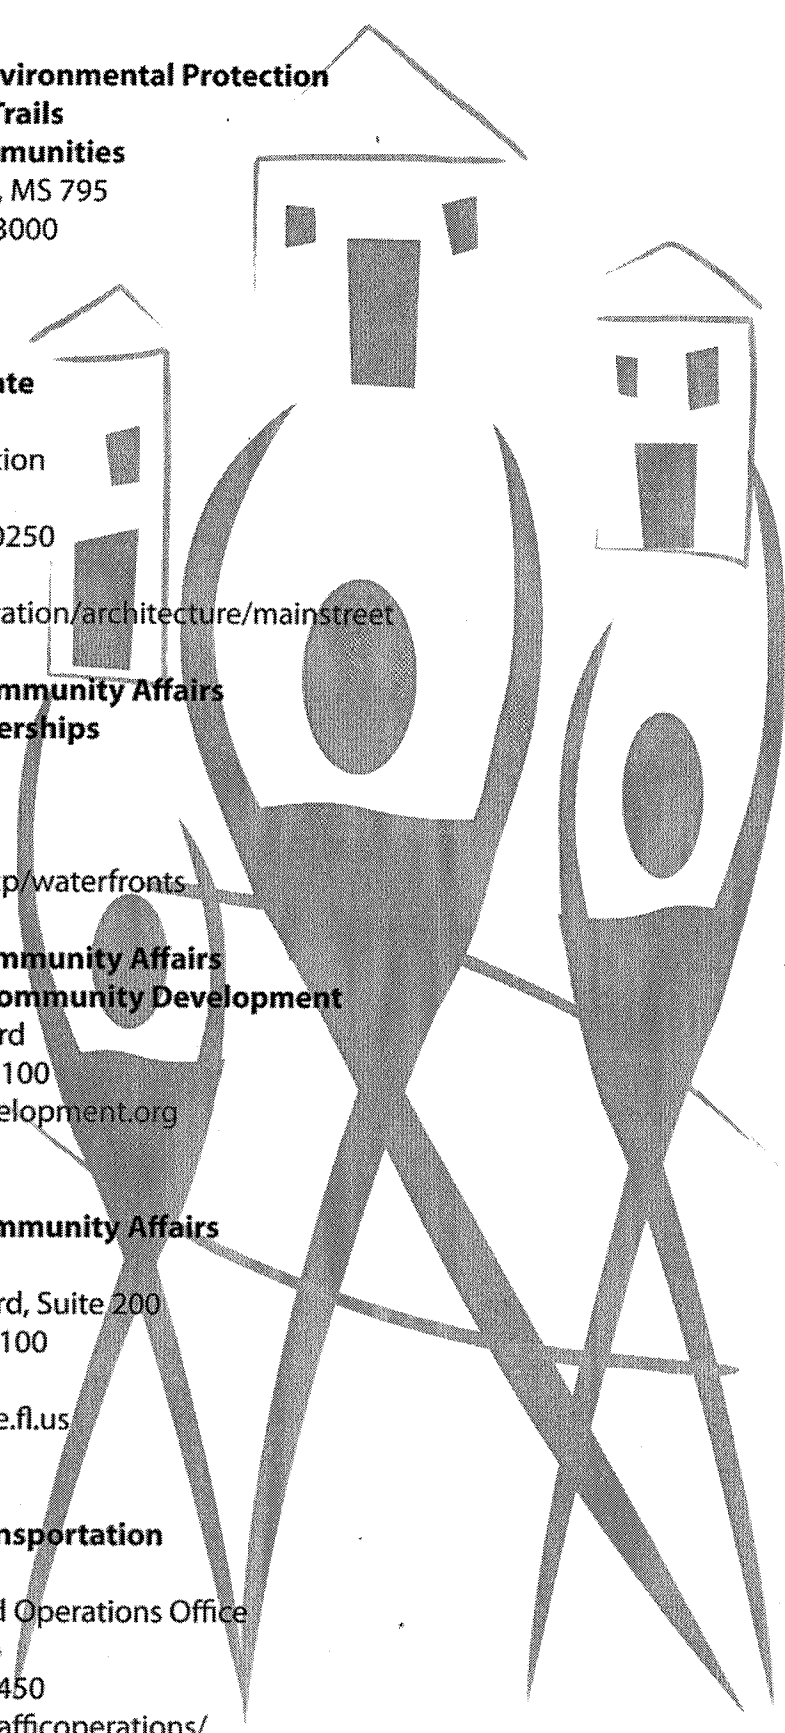 vironmental Protection
Trails
munities
, MS 795
3000
ate
tion
0250
ation/architecture/mainstreet
mmunity Affairs
erships
p/waterfronts
mmunity Affairs
ommunity Development
rd
100
elopment.org
mmunity Affairs
rd, Suite 200
100
e.fl.us
nsportation
d Operations Office
450
afficoperations/